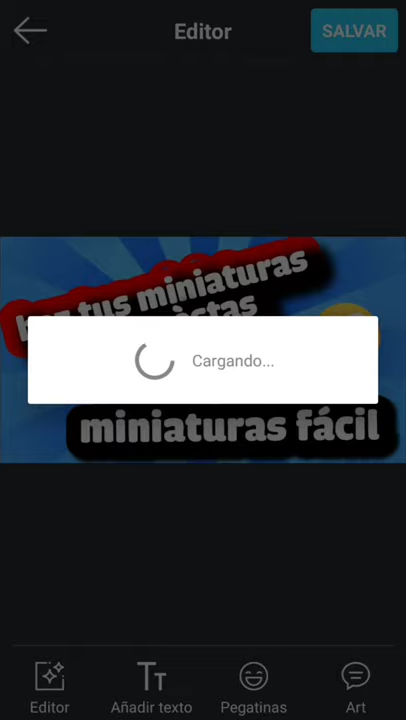 Editor
SALVAR
tus miniaturas
Cargando...
miniaturas fácil
Editor
Añadir texto
Pegatinas
Art